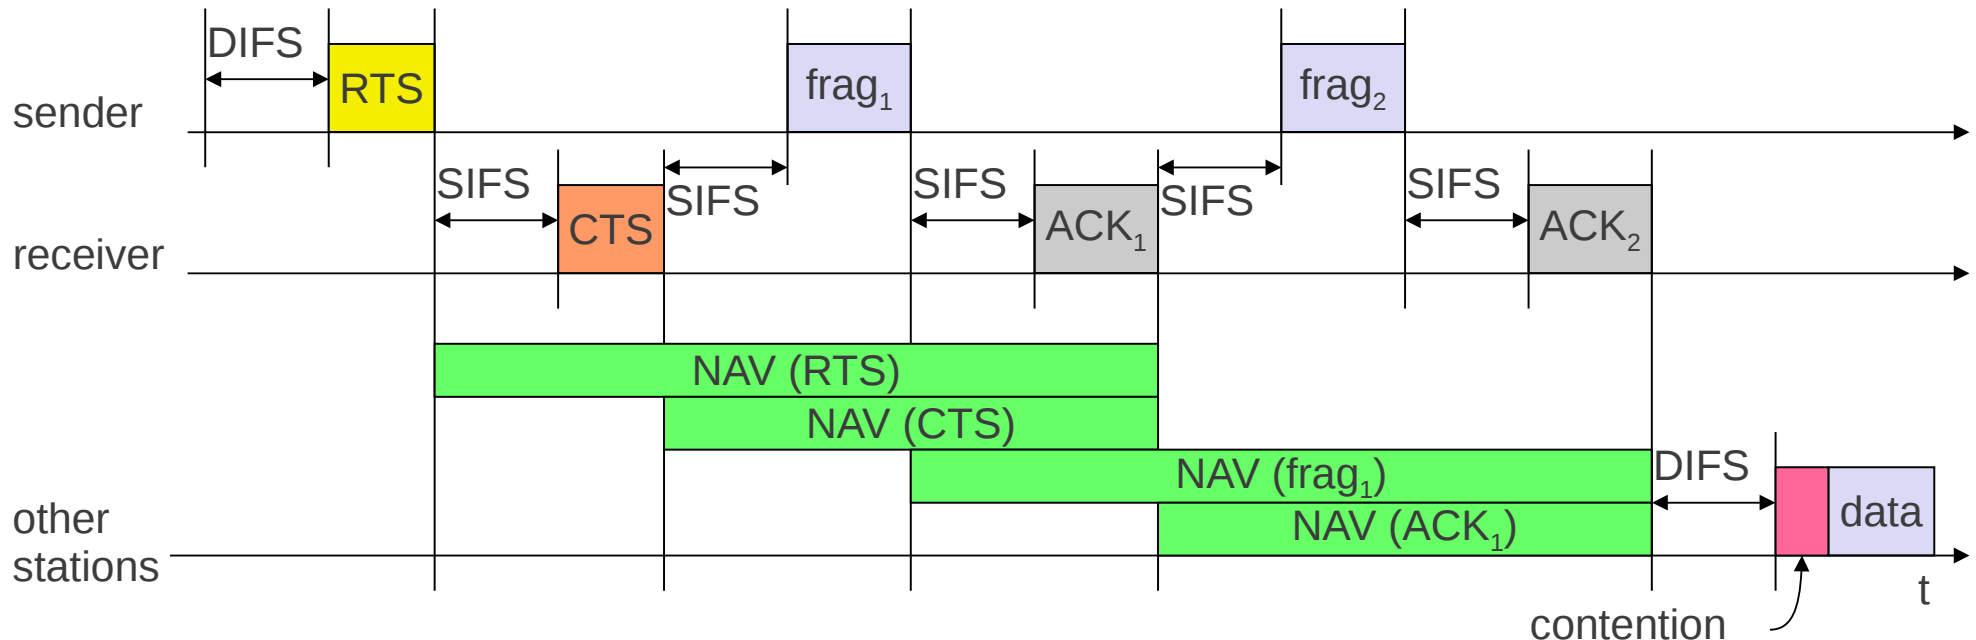 DIFS
RTS
frag1
frag2
sender
SIFS
CTS
SIFS
SIFS
ACK1
SIFS
SIFS
ACK2
receiver
NAV (RTS)
NAV (CTS)
NAV (frag1)
NAV (ACK1)
DIFS
data
other
stations
t
contention